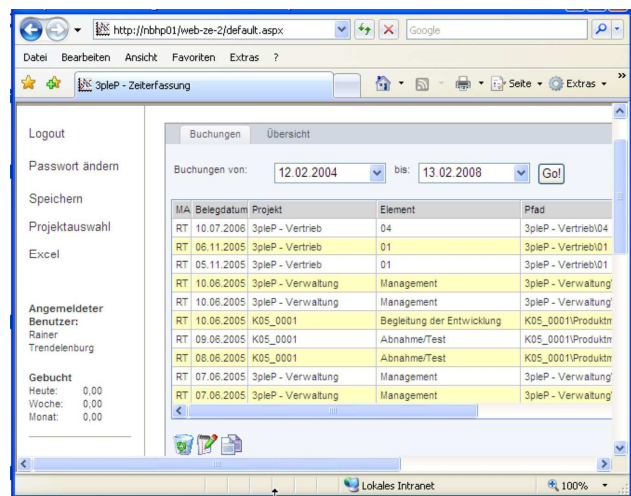 http://nbhp01/web-ze-2/default.aspx
Google
Datei Bearbeiten Ansicht Favoriten Extras ?
3pleP - Zeiterfassung
Seite Extras »
Logout
Passwort ändern
Speichern
Projektauswahl
Excel
Angemeldeter
Benutzer:
Rainer
Trendelenburg
Gebucht
Heute: 0,00
Woche: 0,00
Monat: 0,00
Buchungen Übersicht
Buchungen von: 12.02.2004 bis: 13.02.2008 Go!
MA Belegdatum Projekt Element Pfad
RT 10.07.2006 3pleP - Vertrieb 04 3pleP - Vertrieb\04
RT 06.11.2005 3pleP - Vertrieb 01 3pleP - Vertrieb\01
RT 05.11.2005 3pleP - Vertrieb 01 3pleP - Vertrieb\01
RT 10.06.2005 3pleP - Verwaltung Management 3pleP - Verwaltung\
RT 10.06.2005 3pleP - Verwaltung Management 3pleP - Verwaltung\
RT 10.06.2005 K05_0001 Begleitung der Entwicklung K05_0001\Produktm
RT 09.06.2005 K05_0001 Abnahme/Test K05_0001\Produktm
RT 08.06.2005 K05_0001 Abnahme/Test K05_0001\Produktm
RT 07.06.2005 3pleP - Verwaltung Management 3pleP - Verwaltung\
RT 07.06.2005 3pleP - Verwaltung Management 3pleP - Verwaltung\
Lokales Intranet 100%